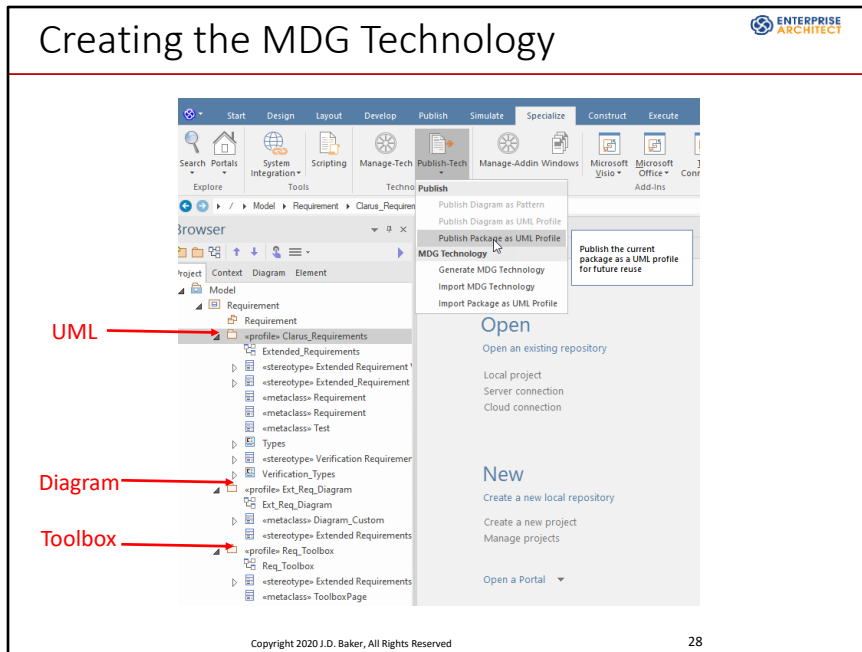 Creating the MDG Technology
ENTERPRISE
ARCHITECT
Start Design Layout Develop Publish Simulate Specialize Construct Execute
Search Portals System Integration Scripting Manage-Tech Publish-Tech Manage-Addin Windows Microsoft Visio Microsoft Office
Explore Tools Techno Add-Ins
Publish
Publish Diagram as Pattern
Publish Diagram as UML Profile
Publish Package as UML Profile
MDG Technology
Generate MDG Technology
Import MDG Technology
Import Package as UML Profile
Publish the current
package as a UML profile
for future reuse
/ Model Requirement Clarus_Requiren
Browser
Project Context Diagram Element
Model
Requirement
Requirement
UML
«profile» Clarus_Requirements
Extended_Requirements
«stereotype» Extended Requirement
«stereotype» Extended_Requirement
«metaclass» Requirement
«metaclass» Requirement
«metaclass» Test
Types
«stereotype» Verification Requiremen
Verification_Types
Diagram
«profile» Ext_Req_Diagram
Ext_Req_Diagram
«metaclass» Diagram_Custom
«stereotype» Extended Requirements
Toolbox
«profile» Req_Toolbox
Req_Toolbox
«stereotype» Extended Requirements
«metaclass» ToolboxPage
Open
Open an existing repository
Local project
Server connection
Cloud connection
New
Create a new local repository
Create a new project
Manage projects
Open a Portal
Copyright 2020 J.D. Baker, All Rights Reserved
28